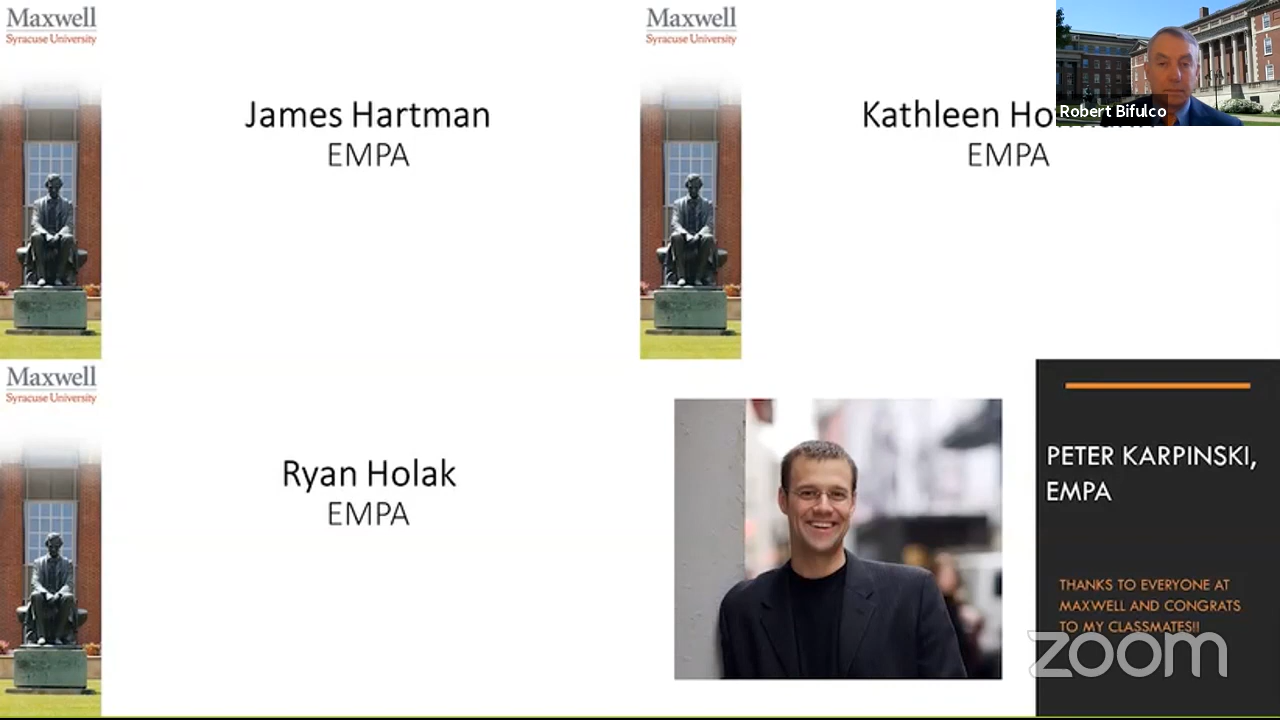 Maxwell
Syracuse University
James Hartman
EMPA
Maxwell
Syracuse University
Kathleen
EMPA
Robert Bifulco
Maxwell
Syracuse University
Ryan Holak
EMPA
PETER KARPINSKI,
EMPA
THANKS TO EVERYONE AT
MAXWELL AND CONGRATS
TO MY CLASSMATES!!
zoom